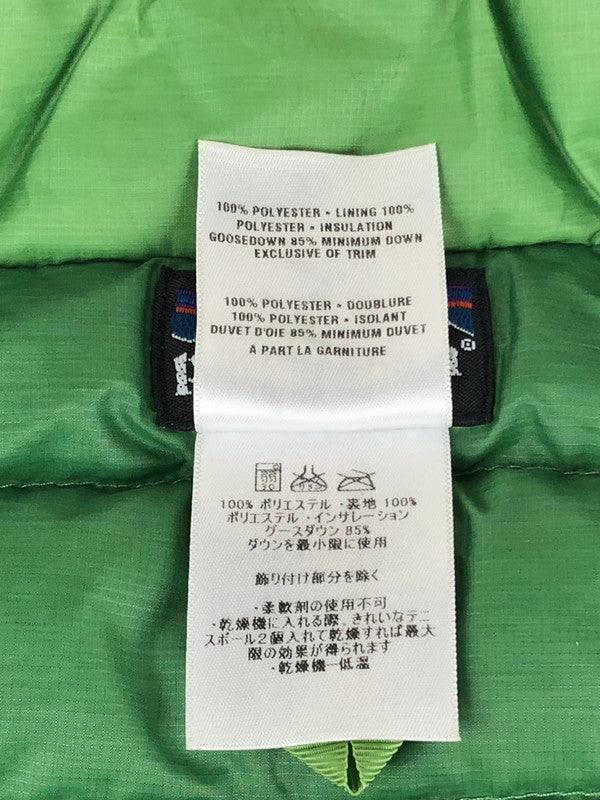 100% POLYESTER • LINING 100%
POLYESTER • INSULATION
GOOSEDOWN 85% MINIMUM DOWN
EXCLUSIVE OF TRIM
100% POLYESTER • DOUBLURE
100% POLYESTER • ISOLANT
DUVET D'OIE 85% MINIMUM DUVET
A PART LA GARNITURE
100% ポリエステル・裏地 100%
ポリエステル・インサレーション
グースダウン 85%
ダウンを最小限に使用
飾り付け部分を除く
・柔軟剤の使用不可
・乾燥機に入れる際、きれいなテニ
スボール2個入れて乾燥すれば最大
限の効果が得られます
・乾燥機一低温